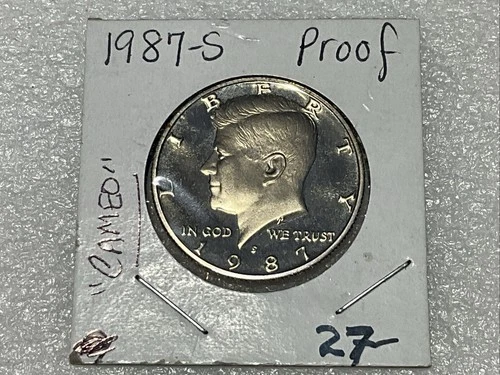 1987-S Proof
LIBERTY
IN GOD WE TRUST
S
1987
"CAMEO"
27-